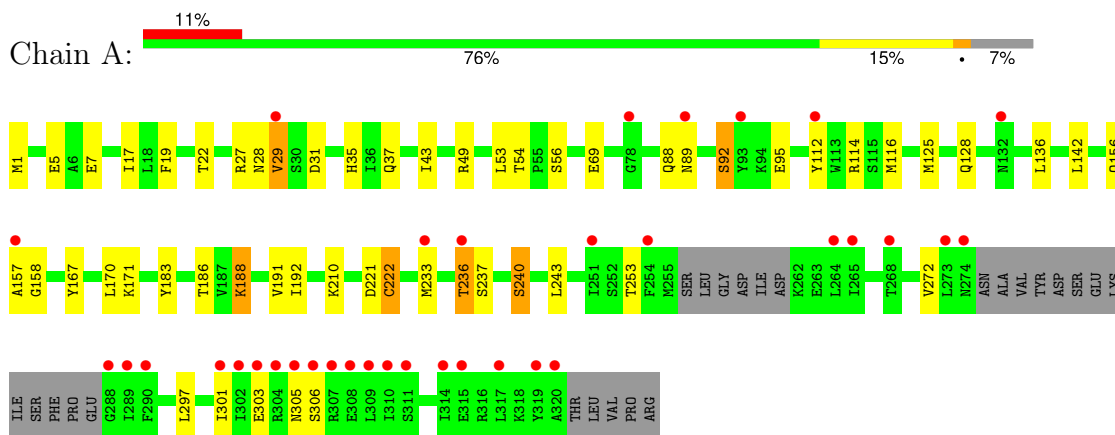 11%
Chain A:
76% 15% • 7%
M1 E5 A6 E7 I17 L18 F19 T22 R27 N28 V29 S30 D31 H35 I36 Q37 I43 R49 L53 T54 P55 S56 E69 G78 Q88 N89 S92 Y93 K94 E95 Y112 W113 R114 S115 M116 M125 Q128 N132 L136 L142 Q156
A157 G158 Y167 L170 K171 Y183 T186 V187 K188 V191 I192 K210 D221 C222 M233 T236 S237 S240 L243 I251 S252 T253 F254 M255 SER LEU GLY ASP ILE ASP K262 E263 L264 I265 T268 V272 L273 N274 ASN ALA VAL TYR ASP SER GLU LYS
ILE SER PHE PRO GLU G288 I289 F290 L297 I301 I302 E303 R304 N305 S306 R307 E308 L309 I310 S311 I314 E315 R316 L317 K318 Y319 A320 THR LEU VAL PRO ARG